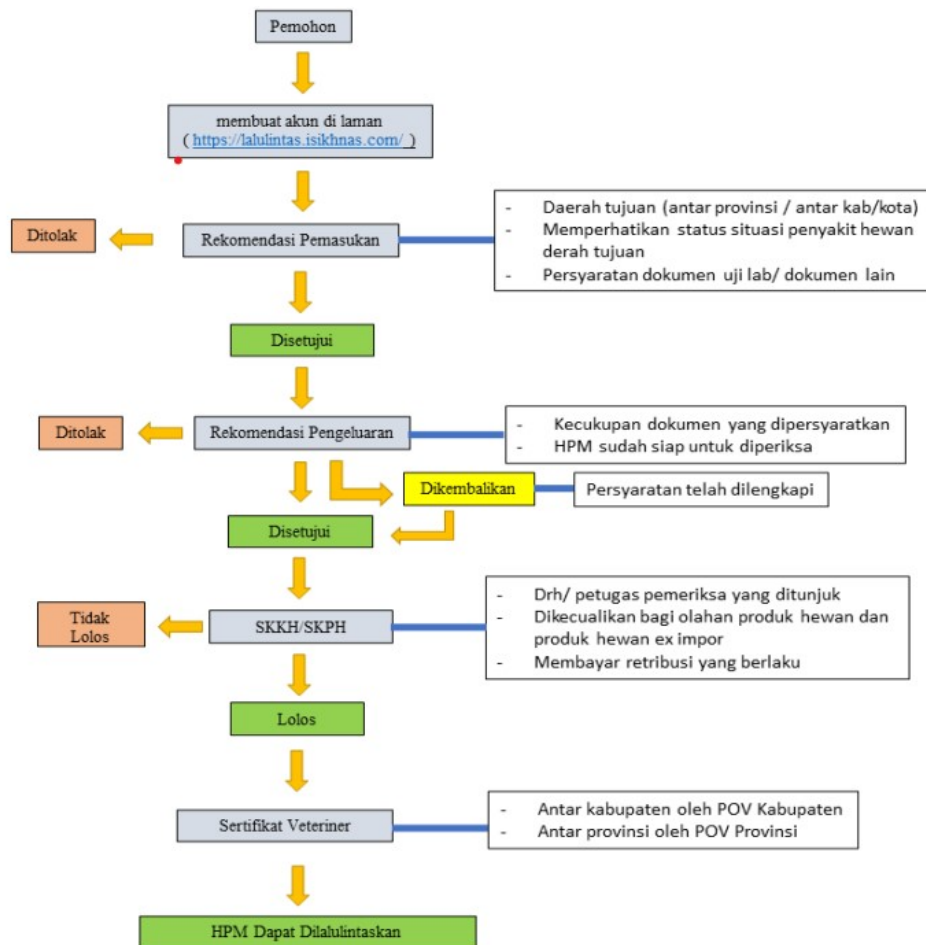 Pemohon
membuat akun di laman
( https://lalulintas.isikhnas.com/ )
- Daerah tujuan (antar provinsi / antar kab/kota)
- Memperhatikan status situasi penyakit hewan
derah tujuan
- Persyaratan dokumen uji lab/ dokumen lain
Ditolak
Rekomendasi Pemasukan
Disetujui
Ditolak
Rekomendasi Pengeluaran
- Kecukupan dokumen yang dipersyaratkan
- HPM sudah siap untuk diperiksa
Dikembalikan
Persyaratan telah dilengkapi
Disetujui
Tidak
Lolos
SKKH/SKPH
- Drh/ petugas pemeriksa yang ditunjuk
- Dikecualikan bagi olahan produk hewan dan
produk hewan ex impor
- Membayar retribusi yang berlaku
Lolos
Sertifikat Veteriner
- Antar kabupaten oleh POV Kabupaten
- Antar provinsi oleh POV Provinsi
HPM Dapat Dilalulintaskan